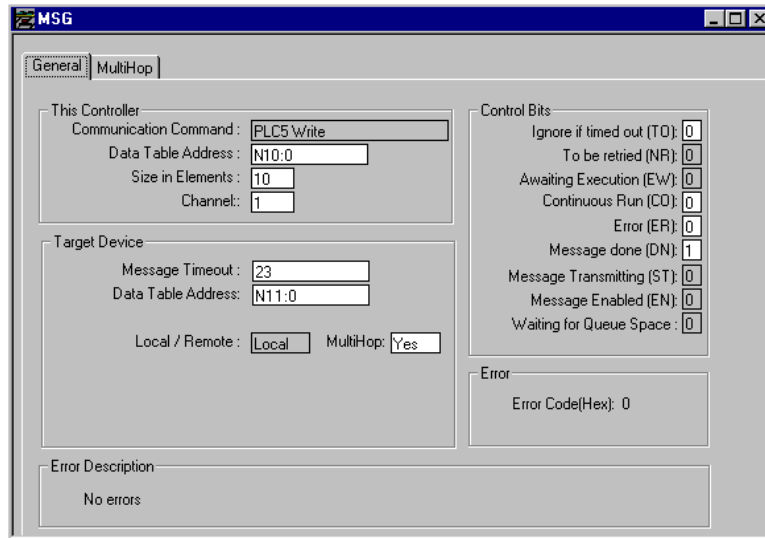 MSG
General MultiHop
This Controller
Communication Command : PLC5 Write
Data Table Address : N10:0
Size in Elements : 10
Channel:: 1
Target Device
Message Timeout : 23
Data Table Address: N11:0
Local / Remote : Local MultiHop: Yes
Control Bits
Ignore if timed out (TO): 0
To be retried (NR): 0
Awaiting Execution (EW): 0
Continuous Run (CO): 0
Error (ER): 0
Message done (DN): 1
Message Transmitting (ST): 0
Message Enabled (EN): 0
Waiting for Queue Space : 0
Error
Error Code(Hex): 0
Error Description
No errors